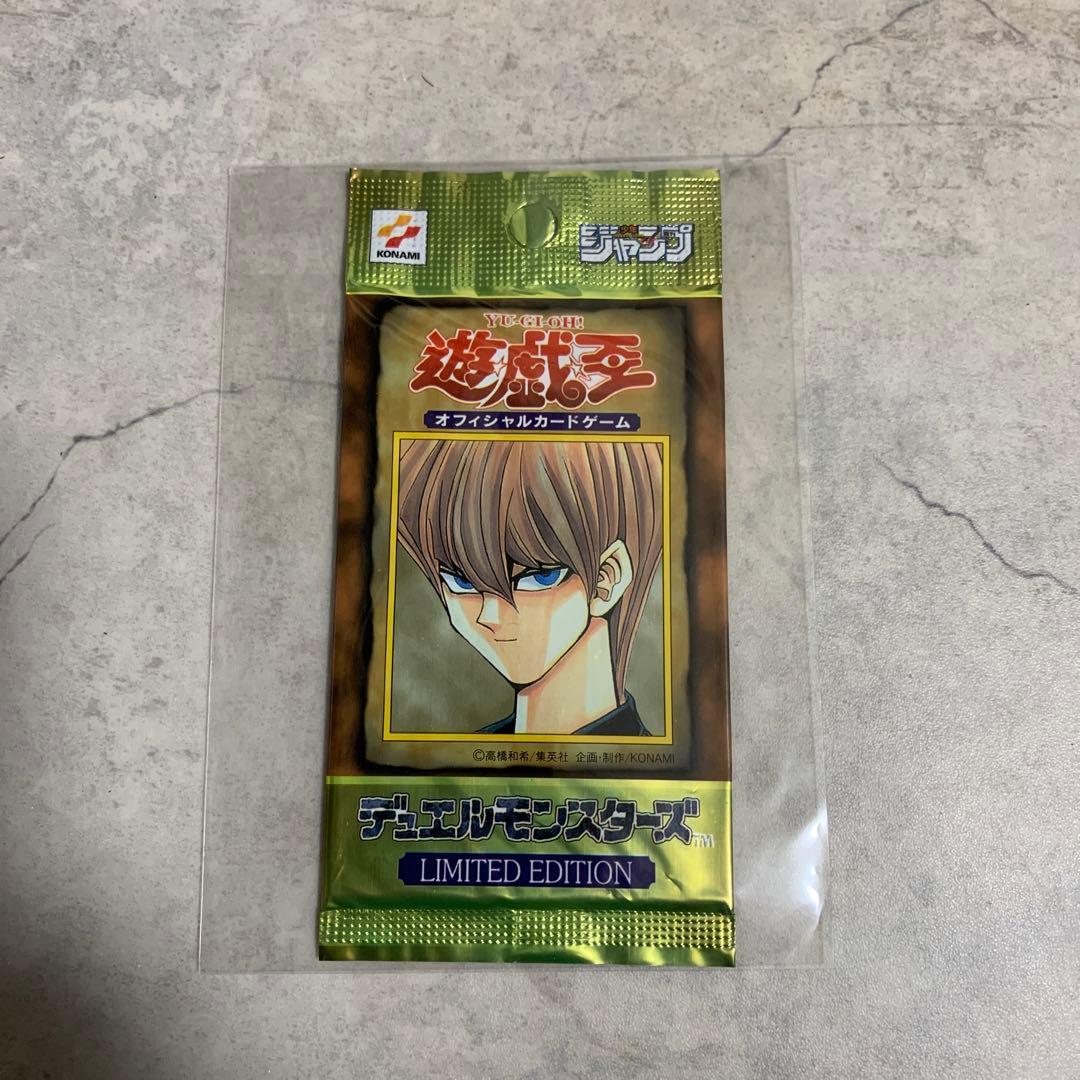 KONAMI
少年
ジャンプ
YU-GI-OH!
遊戯王
オフィシャルカードゲーム
©高橋和希/集英社 企画・制作/KONAMI
デュエルモンスターズ™
LIMITED EDITION